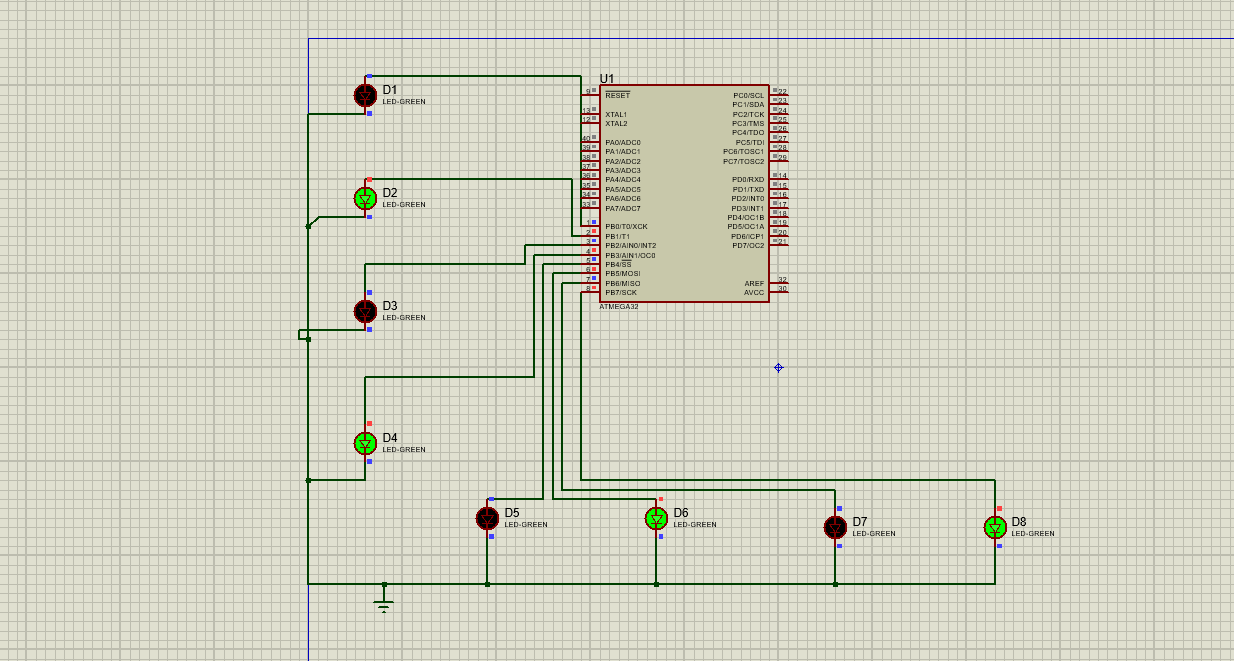 U1
D1
LED-GREEN
D2
LED-GREEN
D3
LED-GREEN
D4
LED-GREEN
9 RESET
13 XTAL1
12 XTAL2
40 PA0/ADC0
39 PA1/ADC1
38 PA2/ADC2
37 PA3/ADC3
36 PA4/ADC4
35 PA5/ADC5
34 PA6/ADC6
33 PA7/ADC7
1 PB0/T0/XCK
2 PB1/T1
3 PB2/AIN0/INT2
4 PB3/AIN1/OC0
5 PB4/SS
6 PB5/MOSI
7 PB6/MISO
8 PB7/SCK
PC0/SCL 22
PC1/SDA 23
PC2/TCK 24
PC3/TMS 25
PC4/TDO 26
PC5/TDI 27
PC6/TOSC1 28
PC7/TOSC2 29
PD0/RXD 14
PD1/TXD 15
PD2/INT0 16
PD3/INT1 17
PD4/OC1B 18
PD5/OC1A 19
PD6/ICP1 20
PD7/OC2 21
AREF 32
AVCC 30
ATMEGA32
D5
LED-GREEN
D6
LED-GREEN
D7
LED-GREEN
D8
LED-GREEN